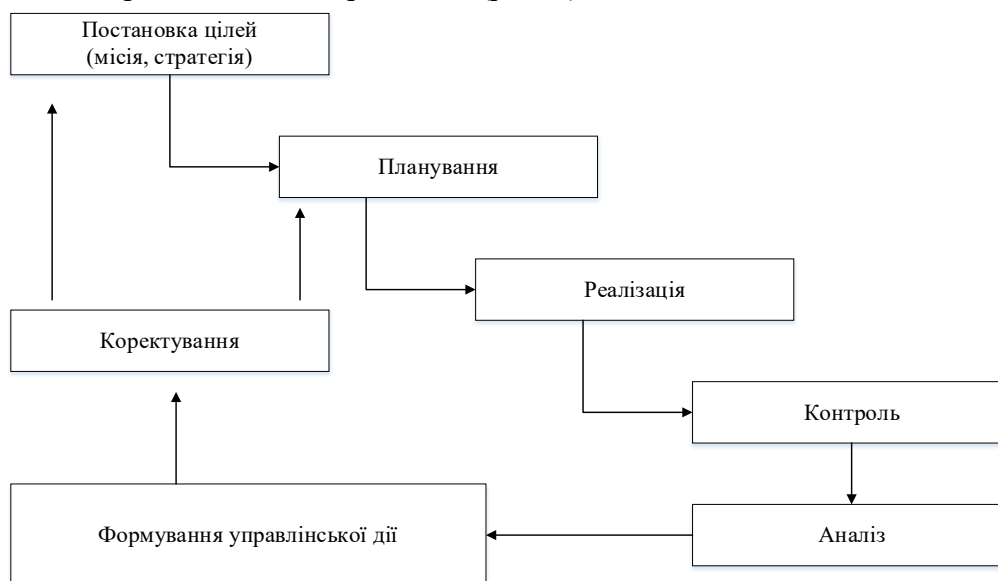 Постановка цілей
(місія, стратегія)
Планування
Реалізація
Коректування
Контроль
Формування управлінської дії
Аналіз